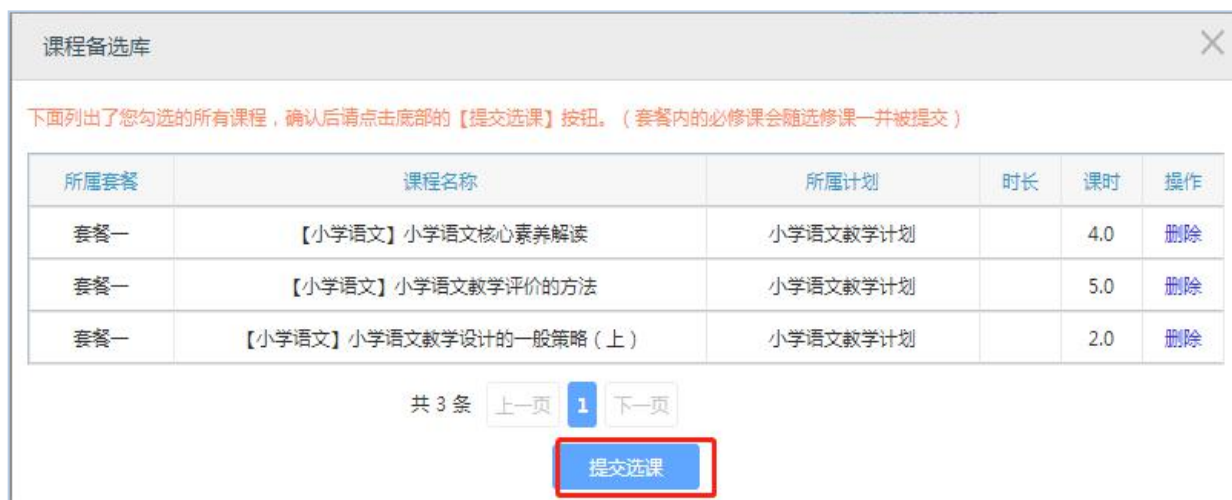 课程备选库
下面列出了您勾选的所有课程，确认后请点击底部的【提交选课】按钮。（套餐内的必修课会随选修课一并被提交）
所属套餐 课程名称 所属计划 时长 课时 操作
套餐一 【小学语文】小学语文核心素养解读 小学语文教学计划 4.0 删除
套餐一 【小学语文】小学语文教学评价的方法 小学语文教学计划 5.0 删除
套餐一 【小学语文】小学语文教学设计的一般策略（上） 小学语文教学计划 2.0 删除
共 3 条 上一页 1 下一页
提交选课